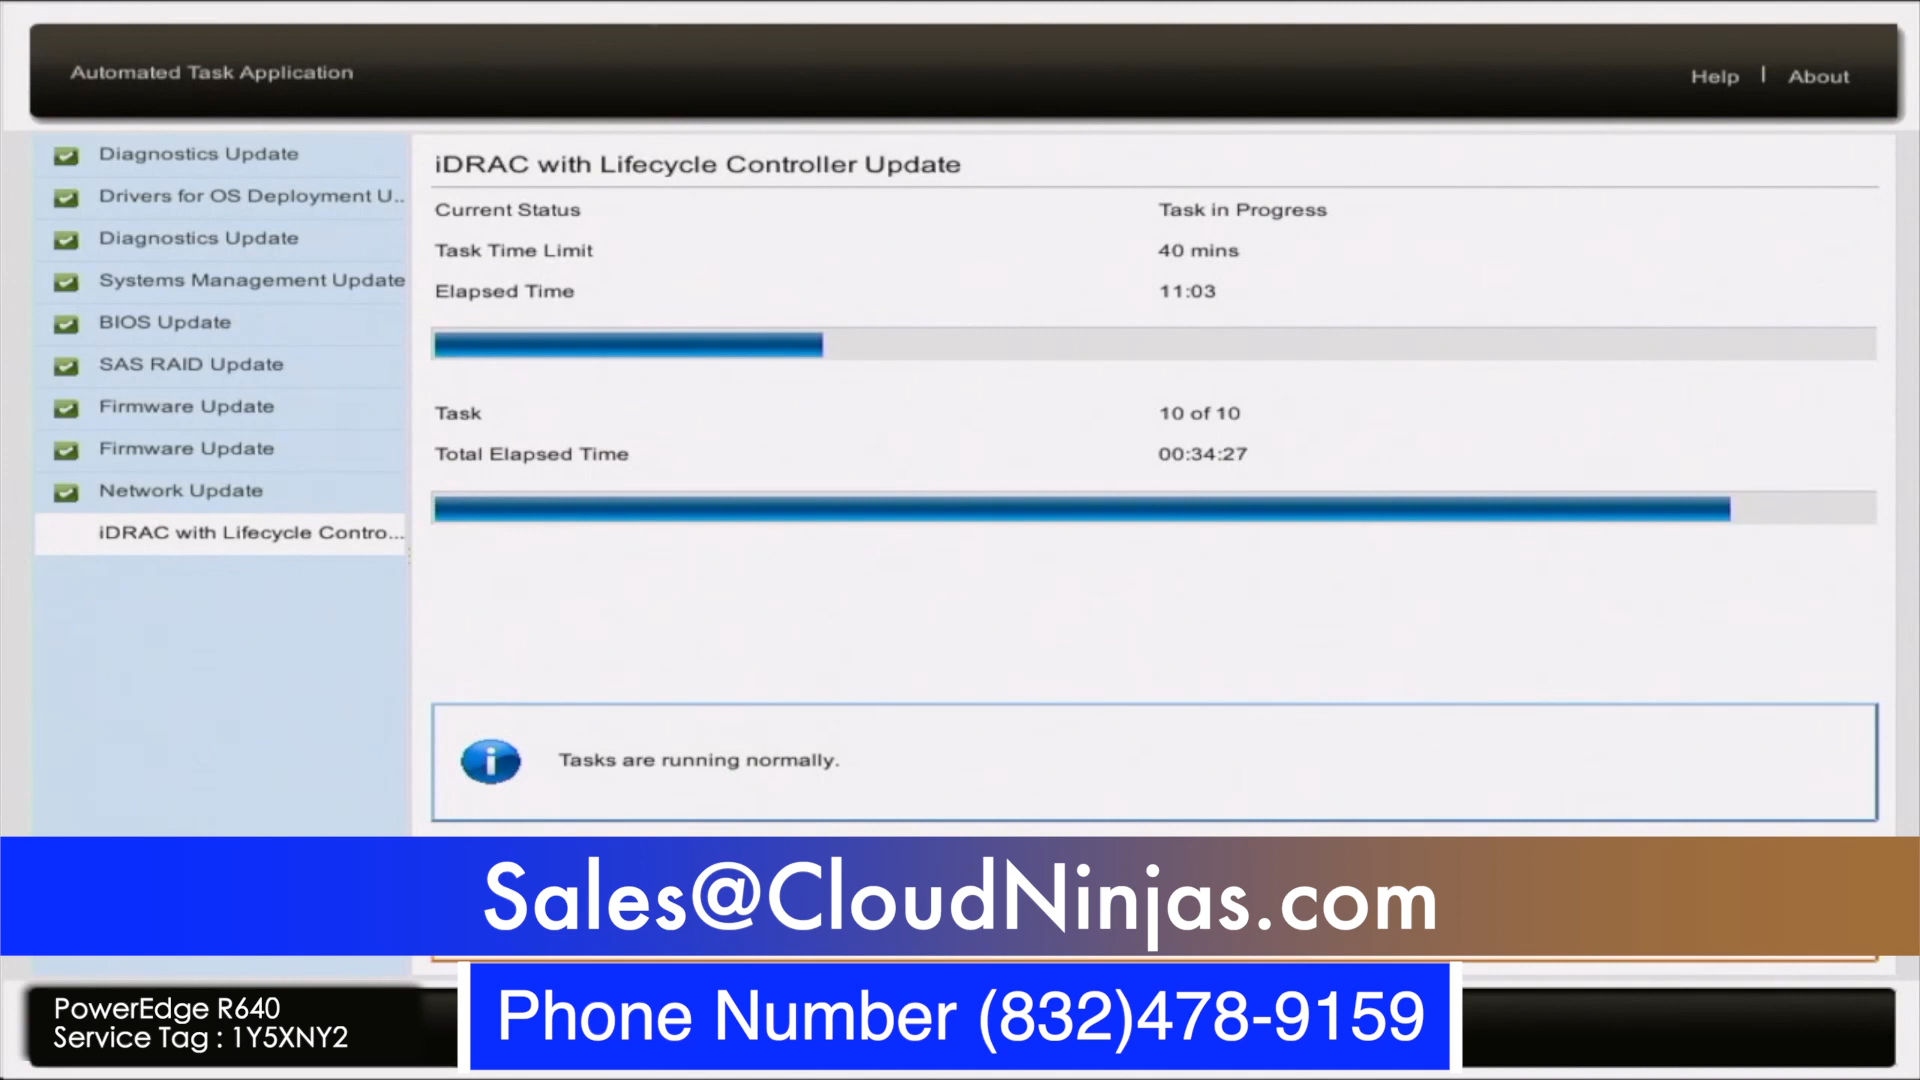 Automated Task Application
Help | About
Diagnostics Update
Drivers for OS Deployment U..
Diagnostics Update
Systems Management Update
BIOS Update
SAS RAID Update
Firmware Update
Firmware Update
Network Update
iDRAC with Lifecycle Contro...
iDRAC with Lifecycle Controller Update
Current Status Task in Progress
Task Time Limit 40 mins
Elapsed Time 11:03
Task 10 of 10
Total Elapsed Time 00:34:27
Tasks are running normally.
Sales@CloudNinjas.com
Phone Number (832)478-9159
PowerEdge R640
Service Tag : 1Y5XNY2